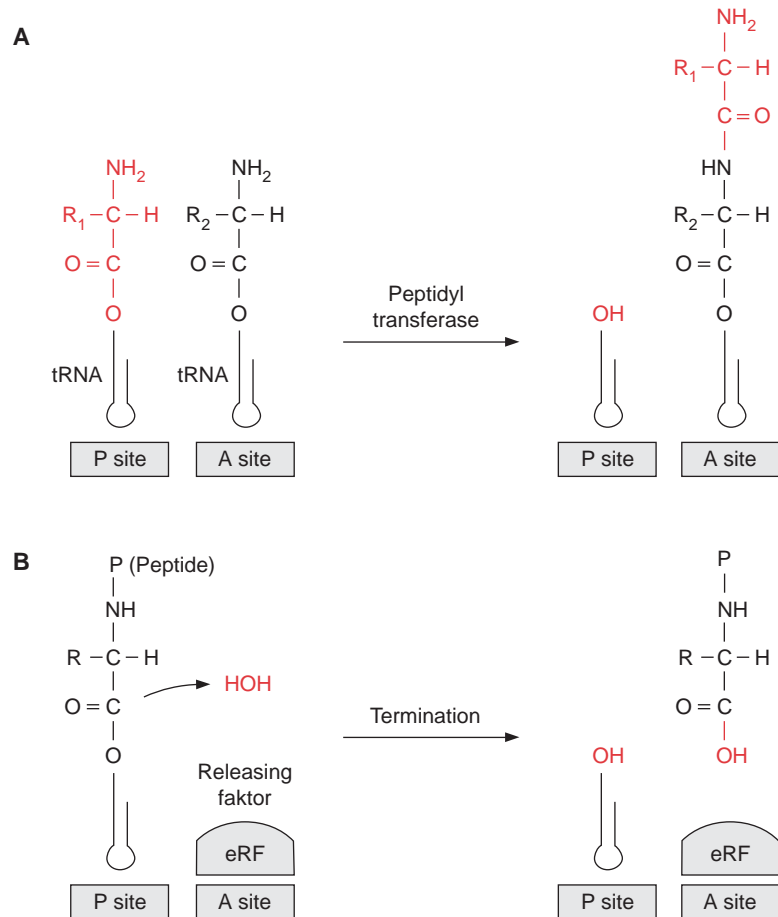 A
NH2
R1–C–H
C=O
NH2
NH2
HN
R1–C–H
R2–C–H
R2–C–H
O=C
O=C
O=C
Peptidyl
transferase
O
O
OH
O
tRNA
tRNA
P site
A site
P site
A site
B
P (Peptide)
P
NH
NH
R–C–H
R–C–H
HOH
O=C
O=C
Termination
O
OH
OH
Releasing
faktor
eRF
eRF
P site
A site
P site
A site